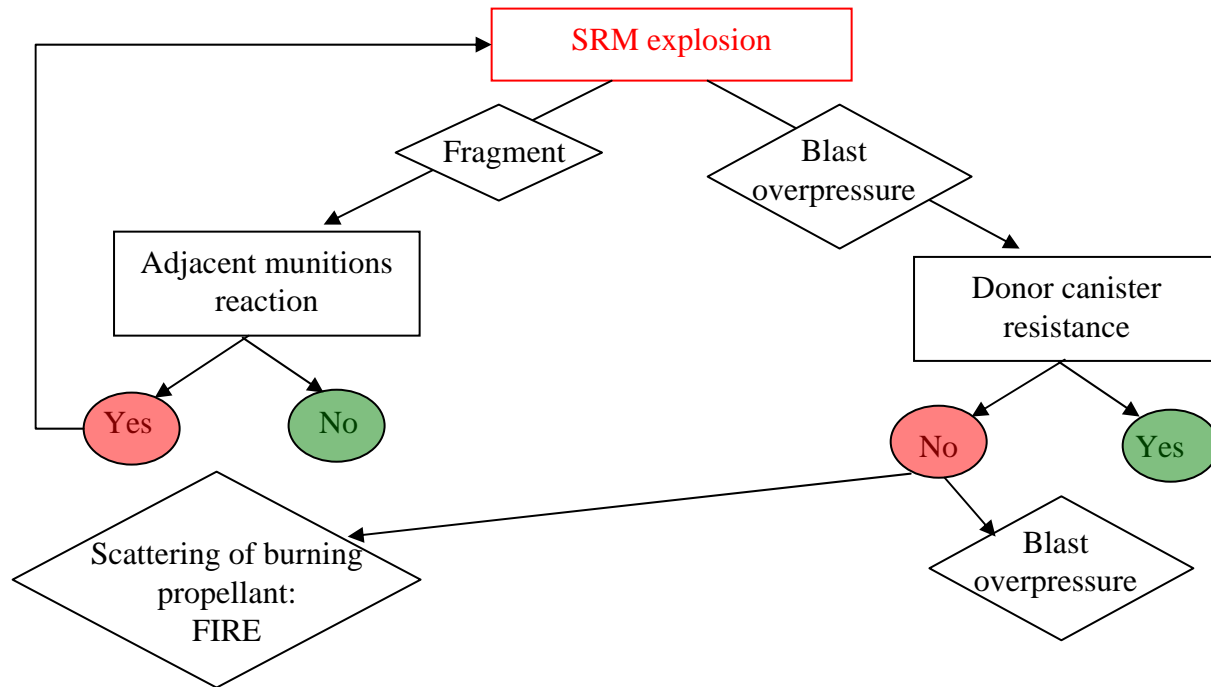 SRM explosion
Fragment
Blast
overpressure
Adjacent munitions
reaction
Donor canister
resistance
Yes
No
No
Yes
Scattering of burning
propellant:
FIRE
Blast
overpressure